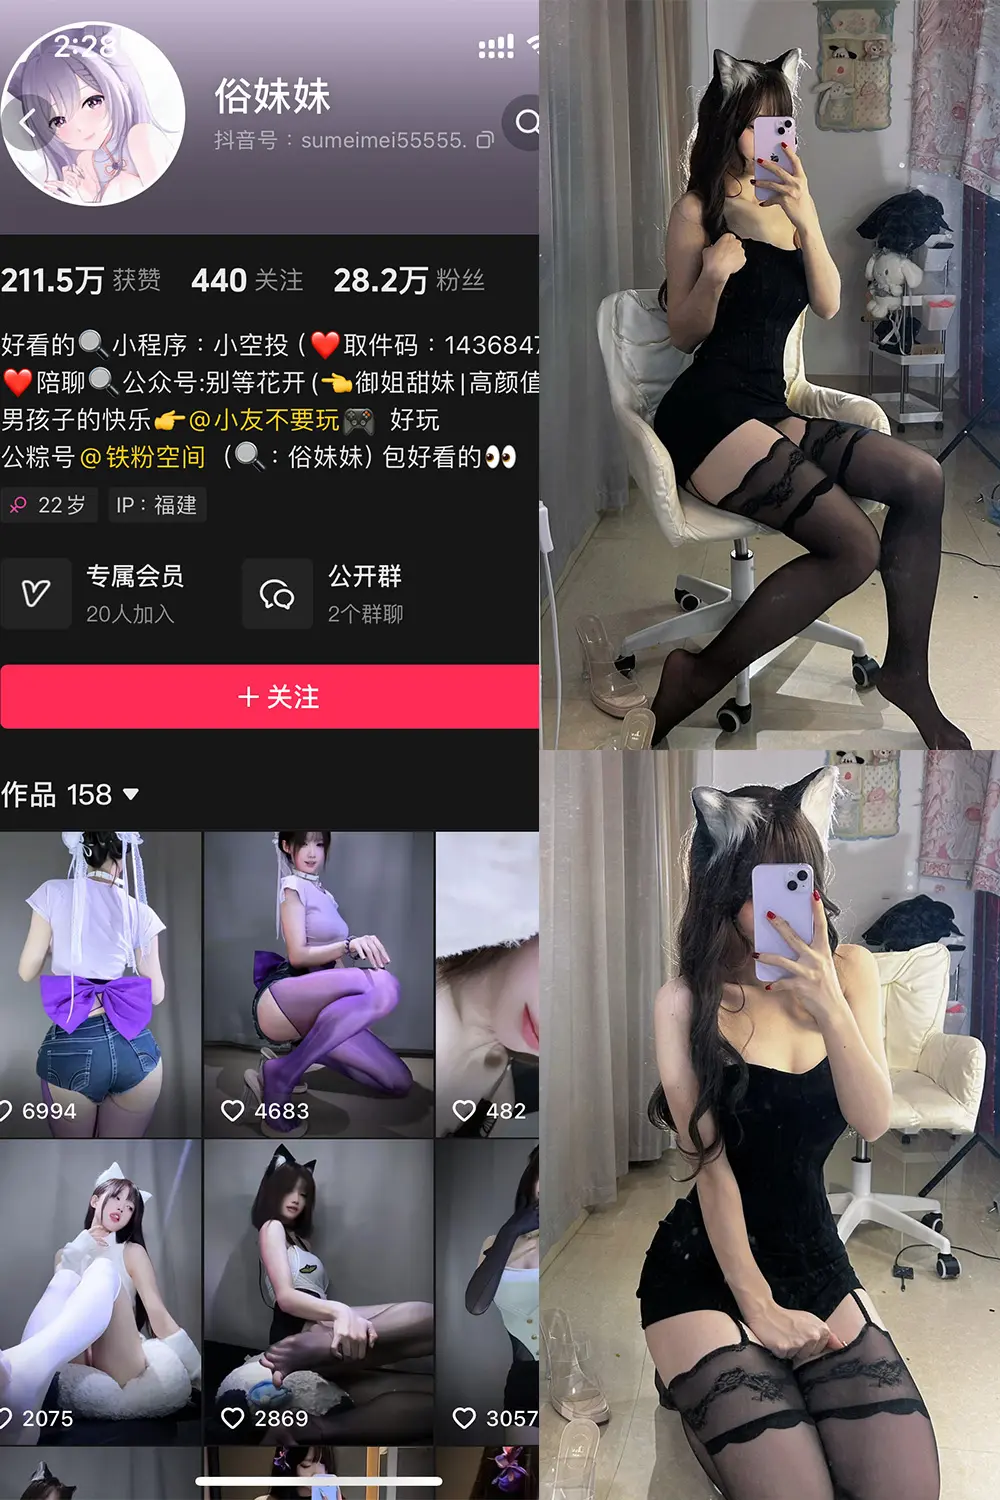 2:28
俗妹妹
抖音号：sumeimei55555.
211.5万 获赞 440 关注 28.2万 粉丝
好看的🔍小程序：小空投 (❤️取件码：1436847
❤️陪聊🔍公众号:别等花开(👈御姐甜妹|高颜值
男孩子的快乐👉@小友不要玩🎮 好玩
公粽号@铁粉空间 (🔍：俗妹妹) 包好看的👀
22岁 IP：福建
专属会员 公开群
20人加入 2个群聊
+ 关注
作品 158
6994 4683 482
2075 2869 3057